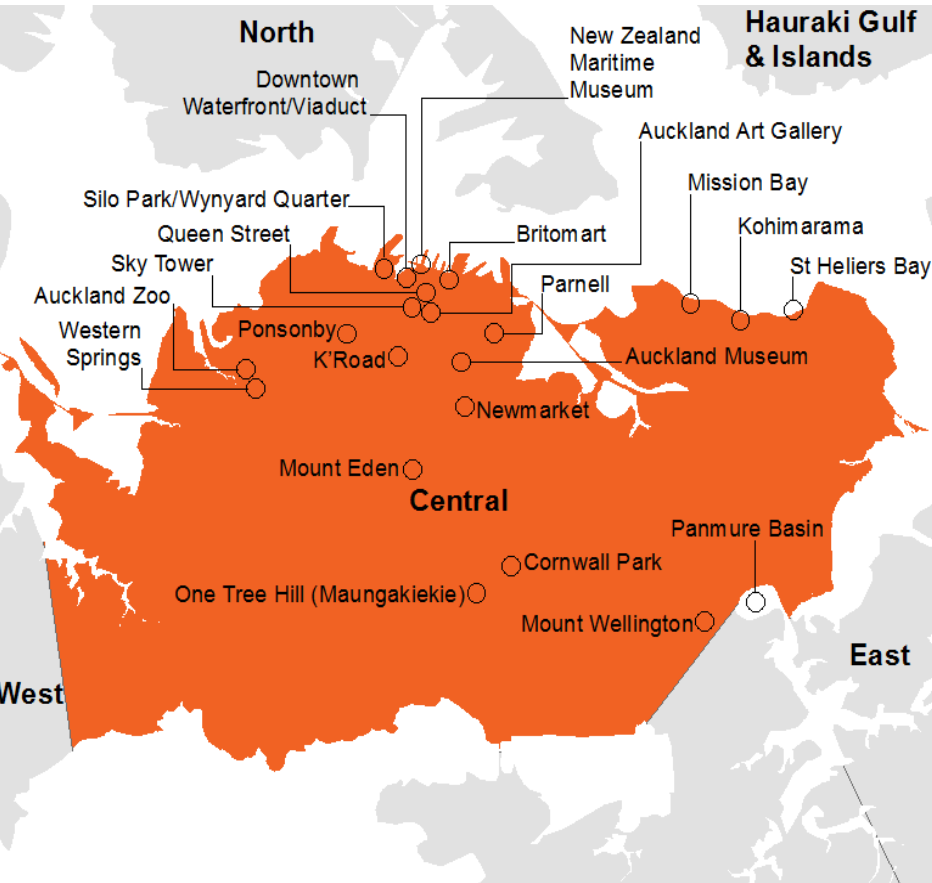 North
Hauraki Gulf
& Islands
New Zealand
Maritime
Museum
Downtown
Waterfront/Viaduct
Auckland Art Gallery
Mission Bay
Silo Park/Wynyard Quarter
Kohimarama
Queen Street
Britomart
Sky Tower
St Heliers Bay
Parnell
Auckland Zoo
Western
Springs
Ponsonby
K'Road
Auckland Museum
Newmarket
Mount Eden
Central
Panmure Basin
Cornwall Park
One Tree Hill (Maungakiekie)
Mount Wellington
East
West